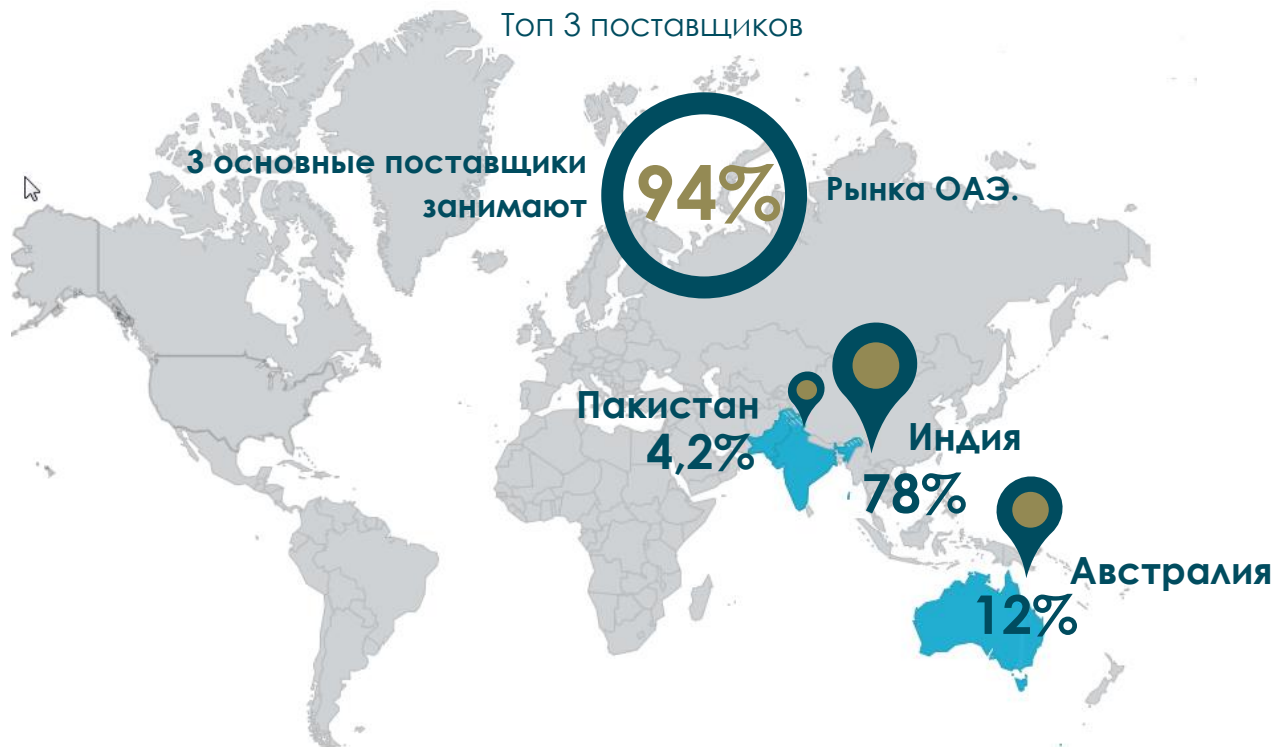 Топ 3 поставщиков
3 основные поставщики
занимают
94%
Рынка ОАЭ.
Пакистан
4,2%
Индия
78%
Австралия
12%